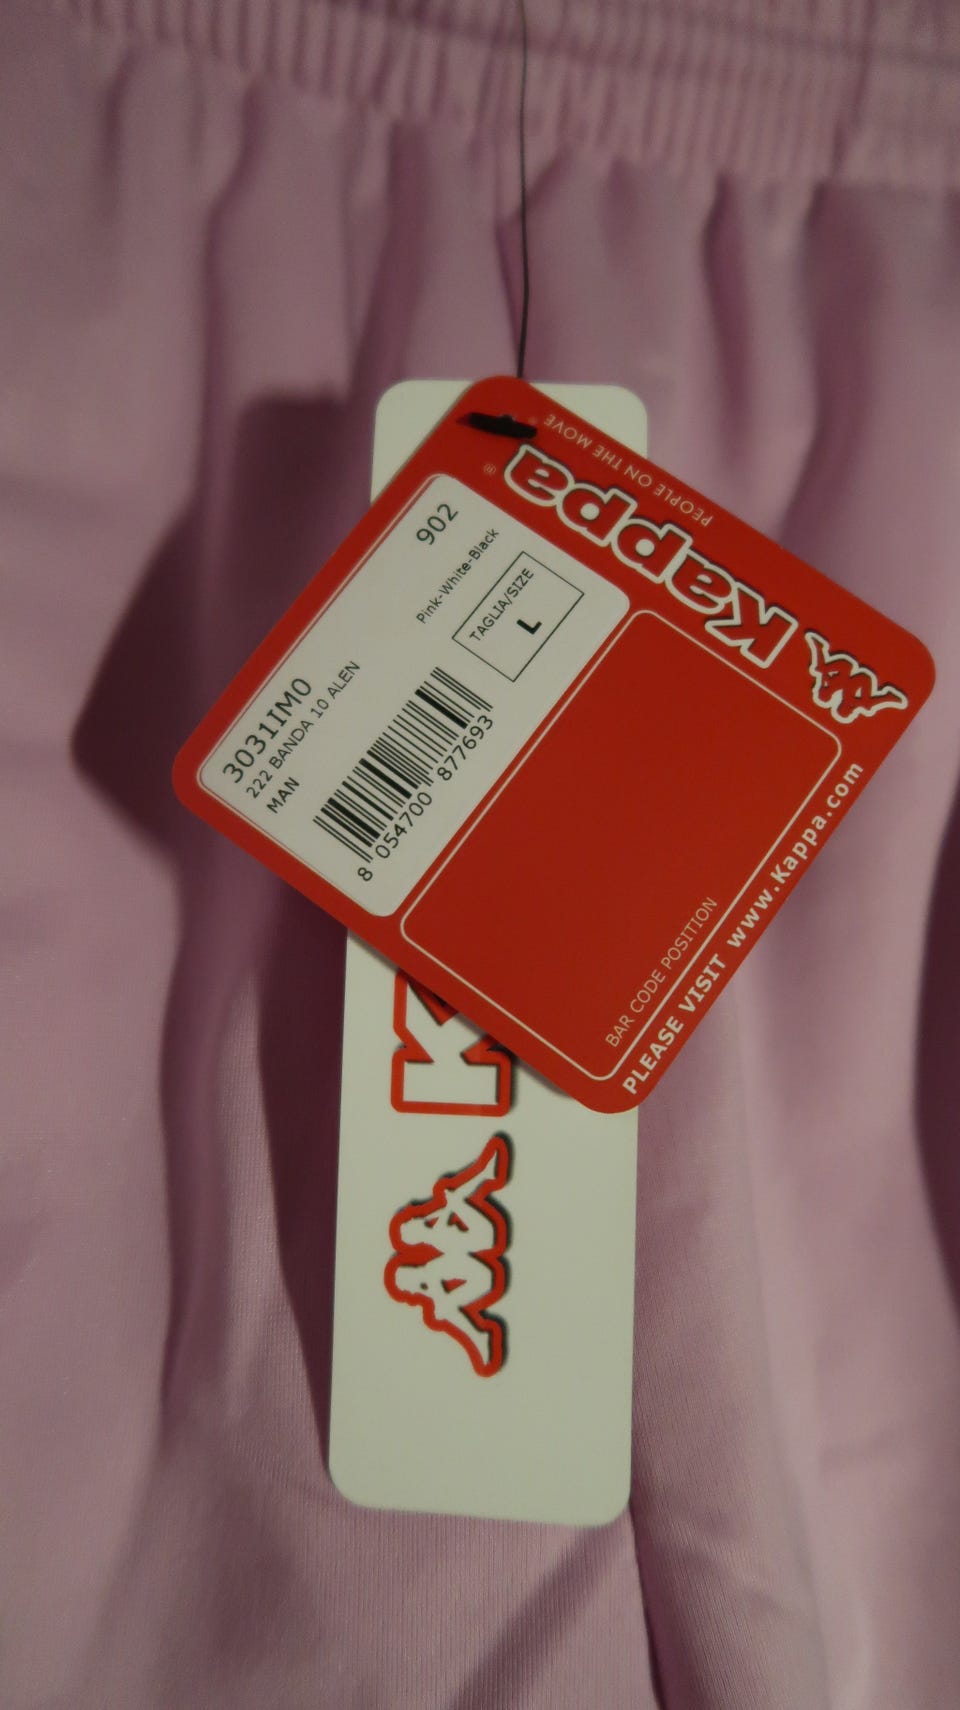 PEOPLE ON THE MOVE
Kappa®
3031IM0 902
222 BANDA 10 ALEN Pink-White-Black
MAN
TAGLIA/SIZE
L
8 054700 877693
BAR CODE POSITION
PLEASE VISIT www.Kappa.com
K